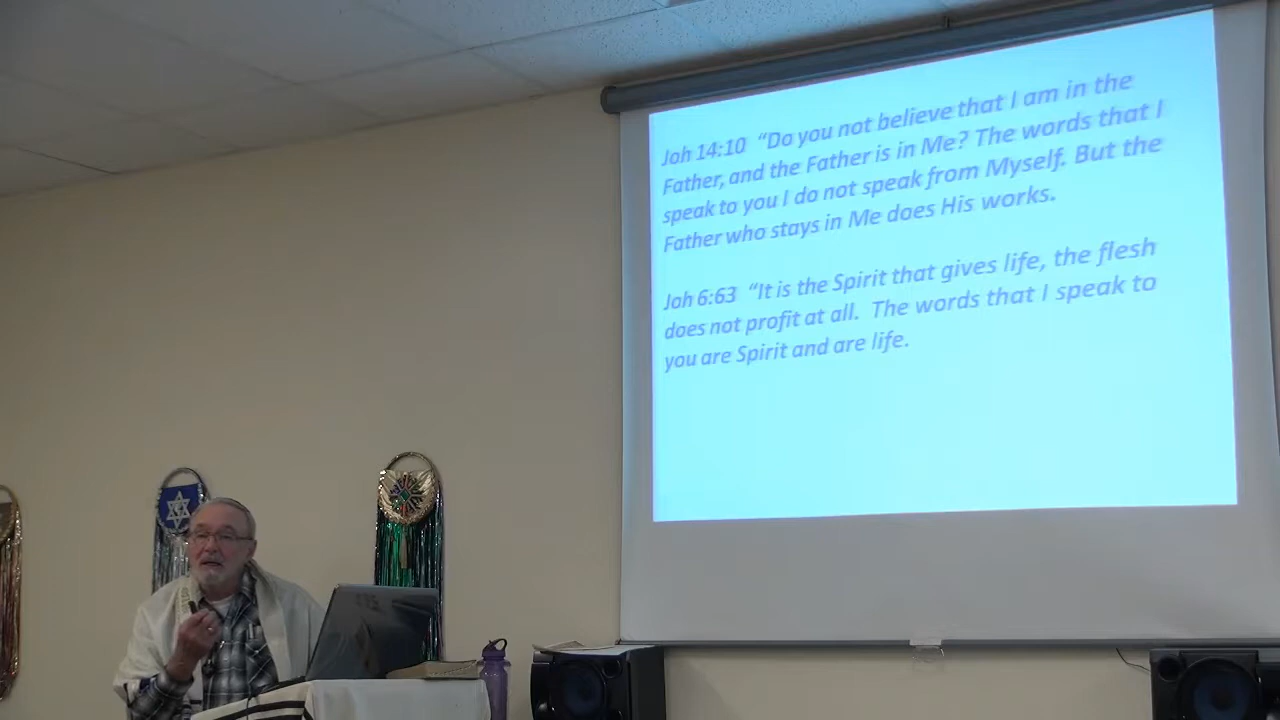 Joh 14:10 “Do you not believe that I am in the
Father, and the Father is in Me? The words that I
speak to you I do not speak from Myself. But the
Father who stays in Me does His works.
Joh 6:63 “It is the Spirit that gives life, the flesh
does not profit at all. The words that I speak to
you are Spirit and are life.